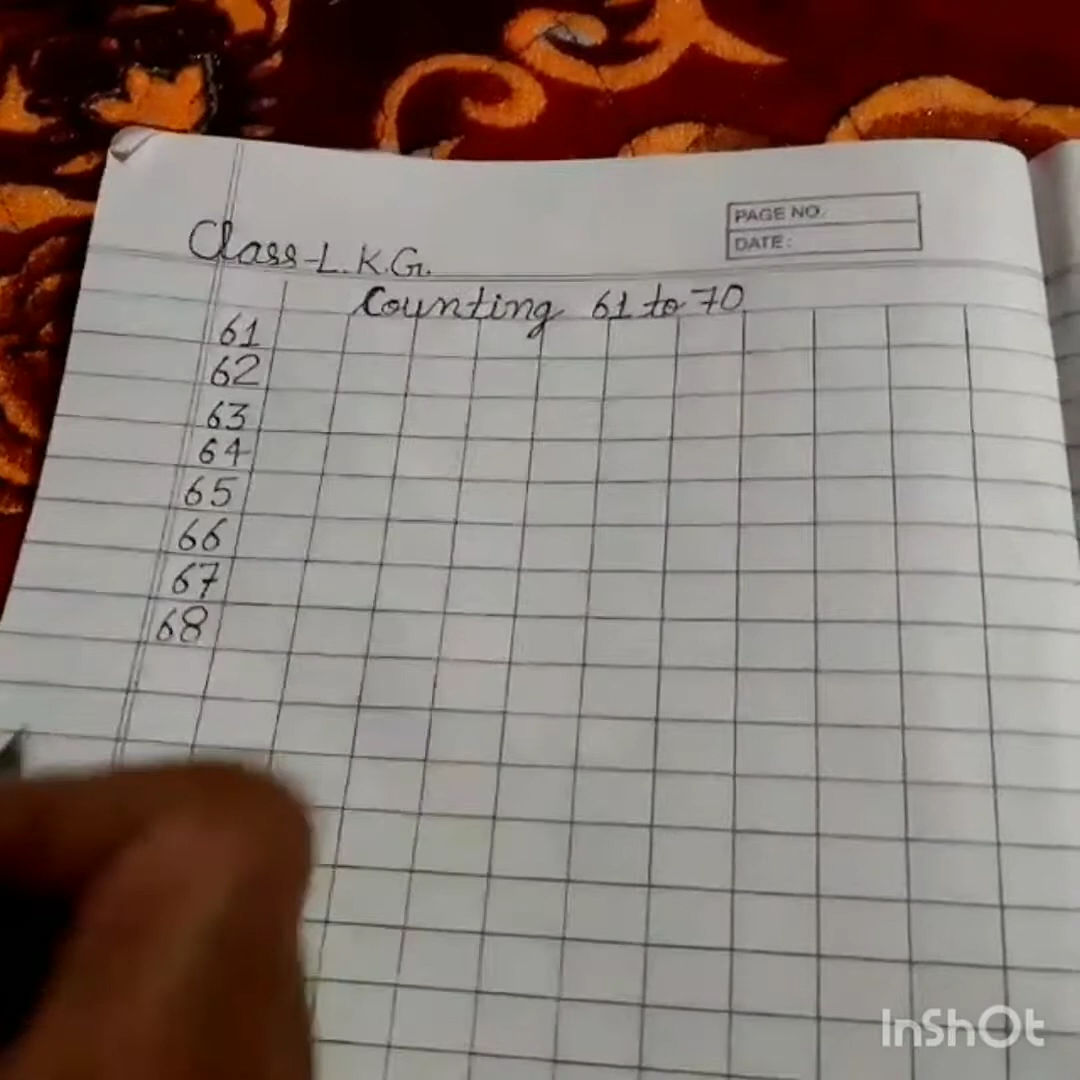 PAGE NO.
DATE:
Class-L.K.G.
Counting 61 to 70
61
62
63
64
65
66
67
68
InShOt